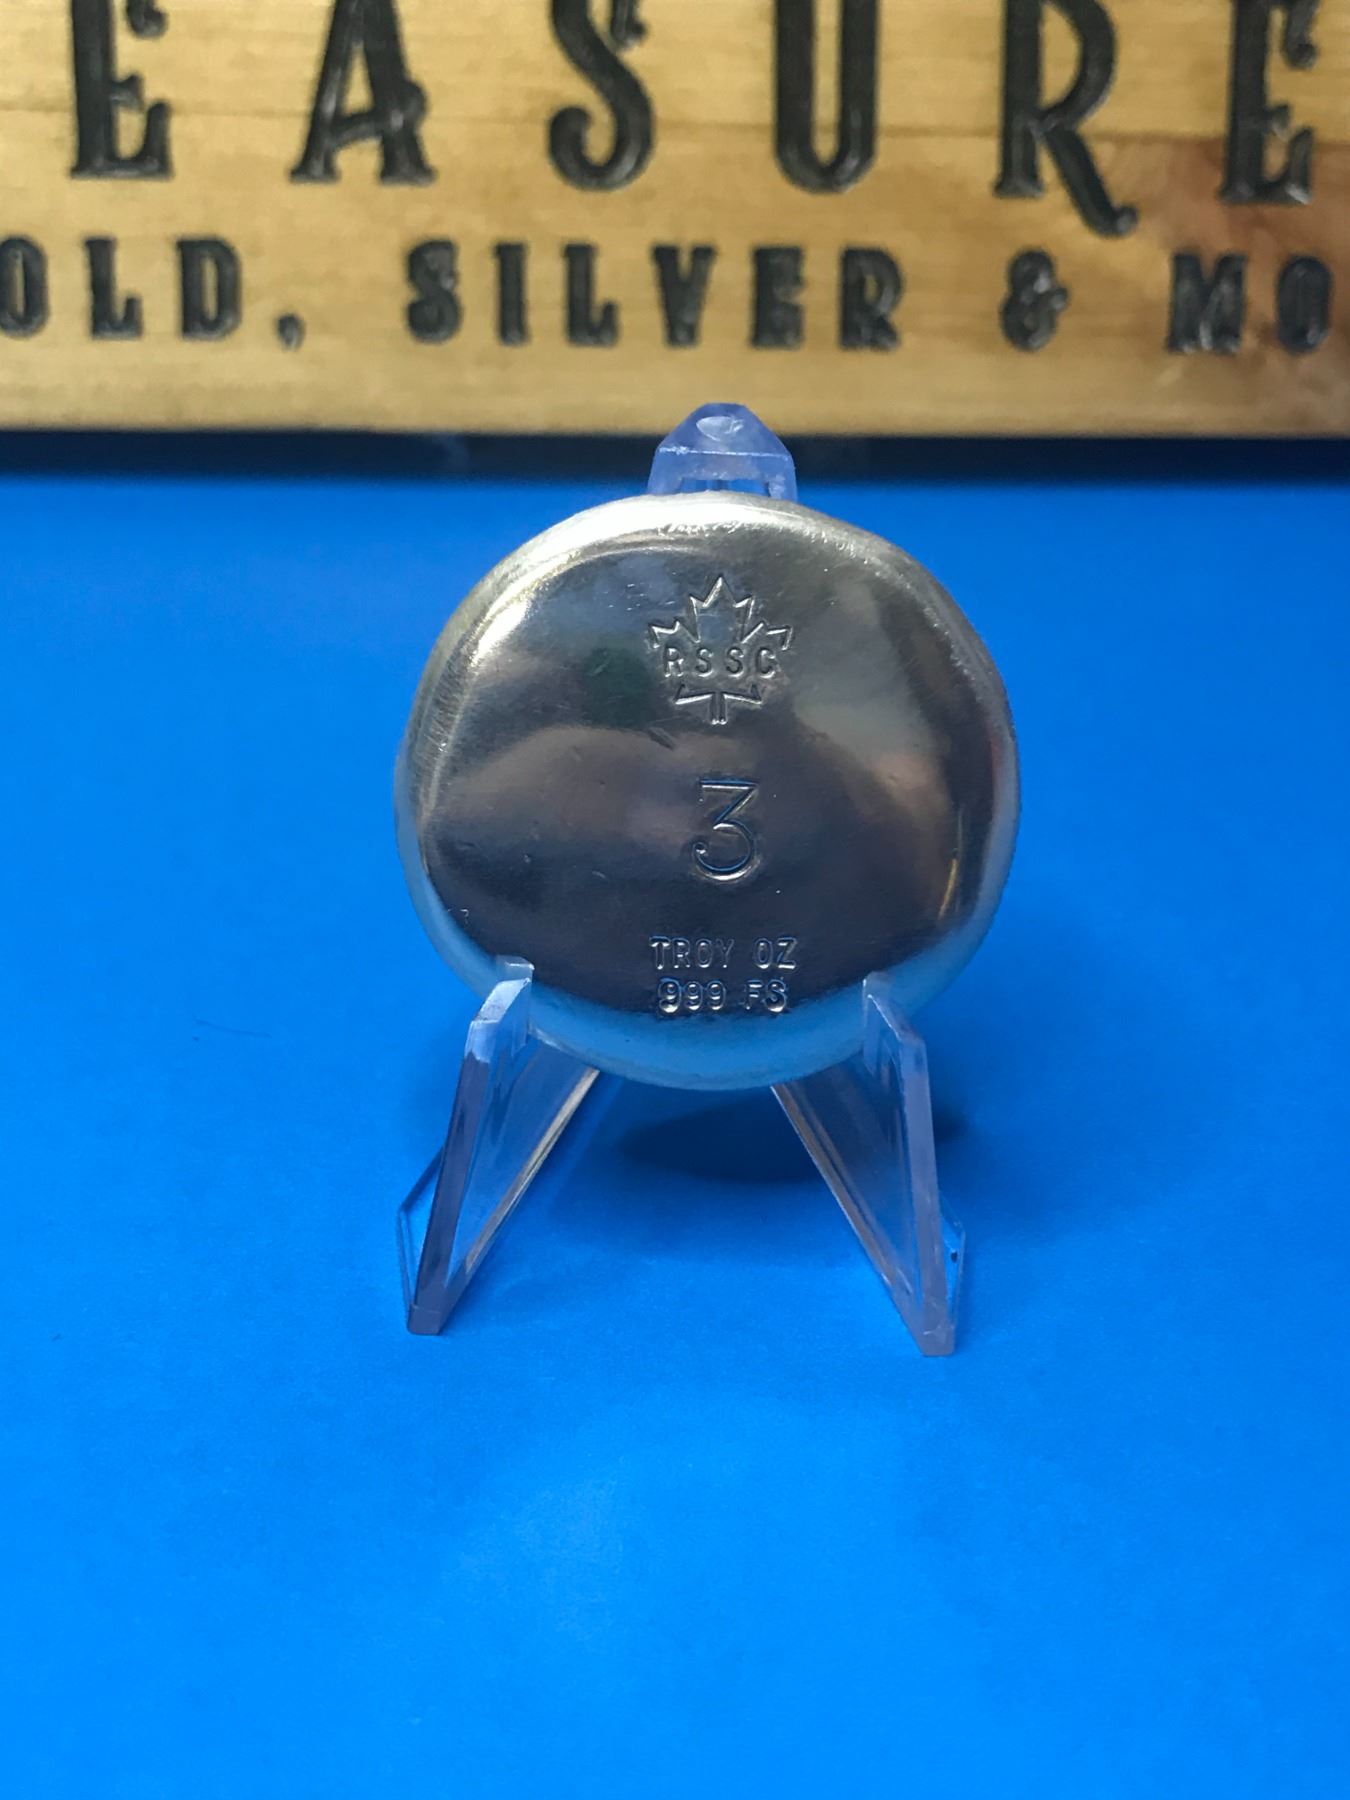 EASURE
OLD, SILVER & MO
RSSC
3
TROY OZ
999 FS